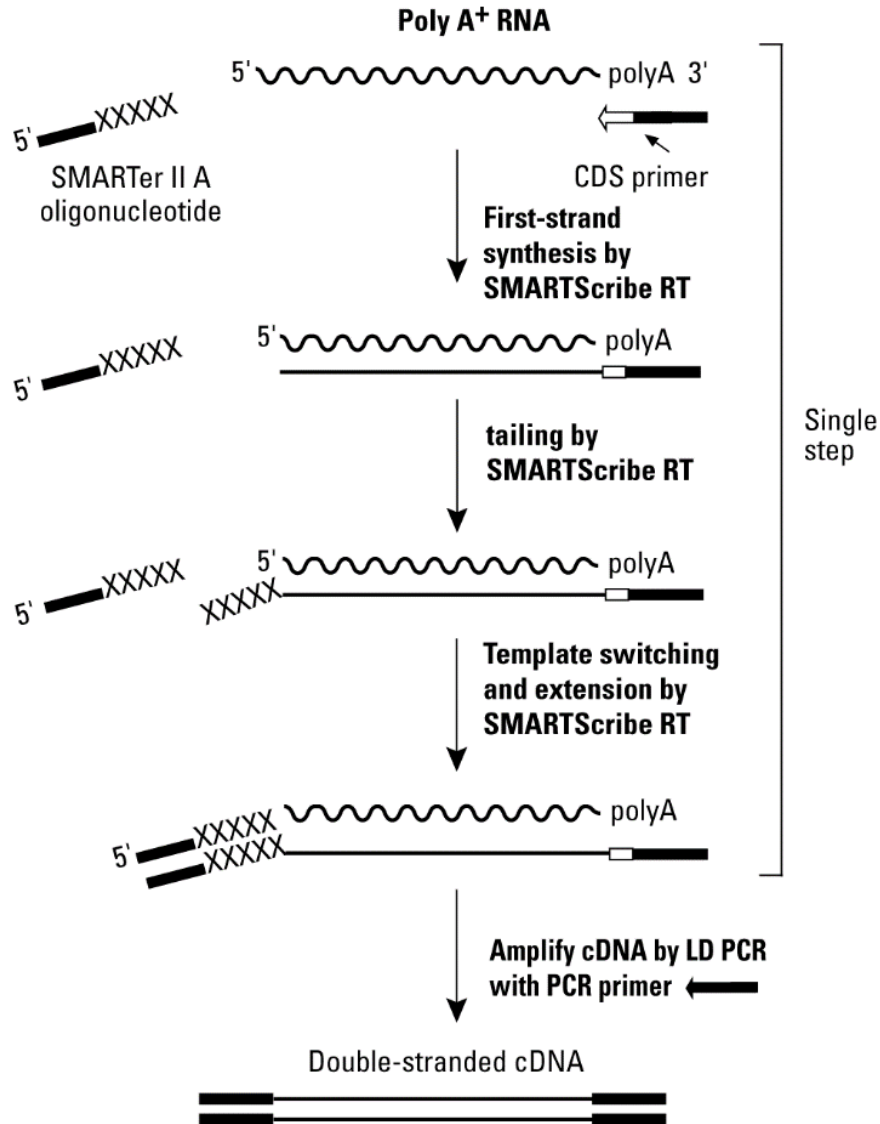 Poly A+ RNA
5' polyA 3'
5' XXXXX
SMARTer II A
oligonucleotide
CDS primer
First-strand
synthesis by
SMARTScribe RT
5' polyA
5' XXXXX
tailing by
SMARTScribe RT
Single
step
5' polyA
5' XXXXX XXXXX
Template switching
and extension by
SMARTScribe RT
polyA
5' XXXXX
XXXXX
Amplify cDNA by LD PCR
with PCR primer
Double-stranded cDNA